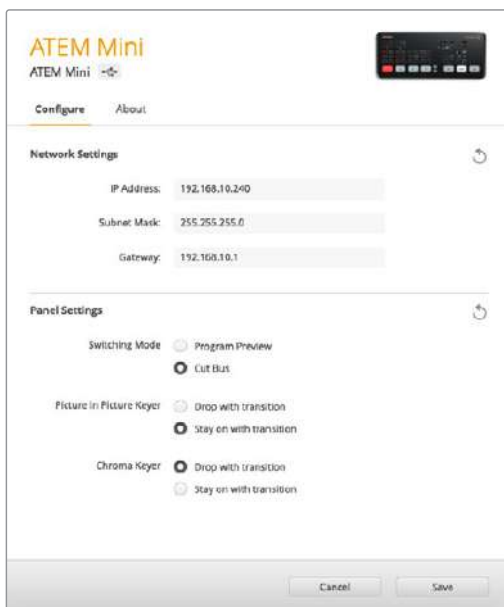 ATEM Mini
ATEM Mini
Configure About
Network Settings
IP Address: 192.168.10.240
Subnet Mask: 255.255.255.0
Gateway: 192.168.10.1
Panel Settings
Switching Mode Program Preview
Cut Bus
Picture in Picture Keyer Drop with transition
Stay on with transition
Chroma Keyer Drop with transition
Stay on with transition
Cancel Save